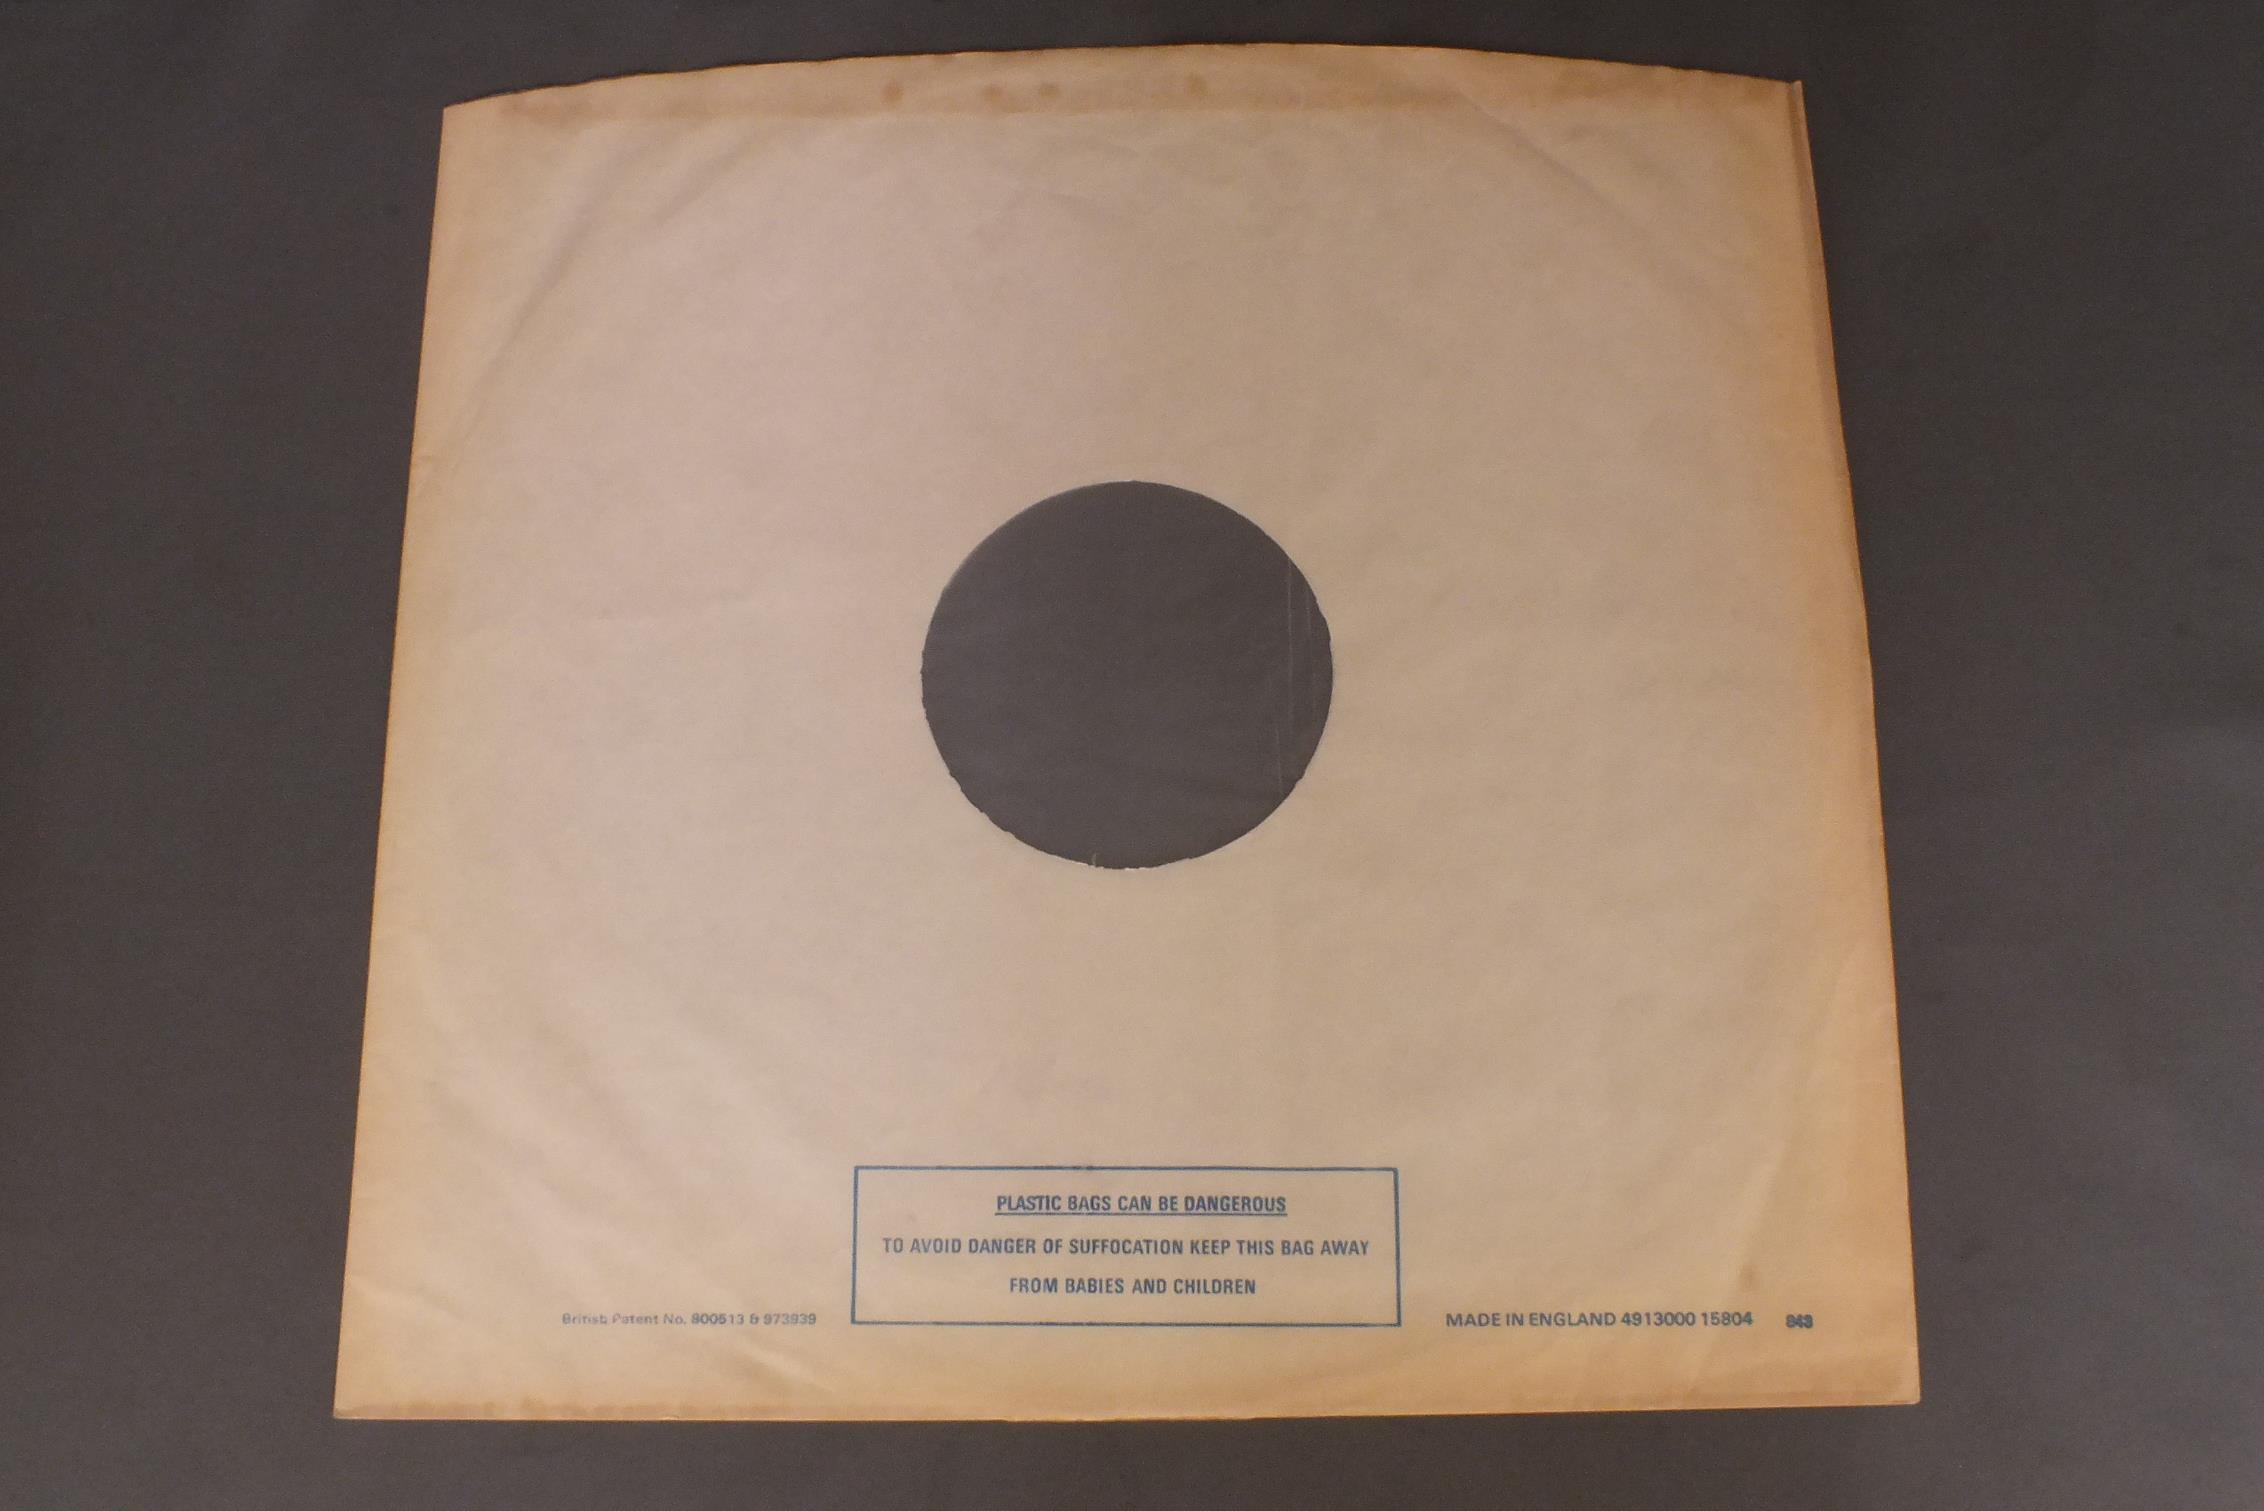 PLASTIC BAGS CAN BE DANGEROUS
TO AVOID DANGER OF SUFFOCATION KEEP THIS BAG AWAY
FROM BABIES AND CHILDREN
British Patent No. 800513 & 973939
MADE IN ENGLAND 4913000 15804 843